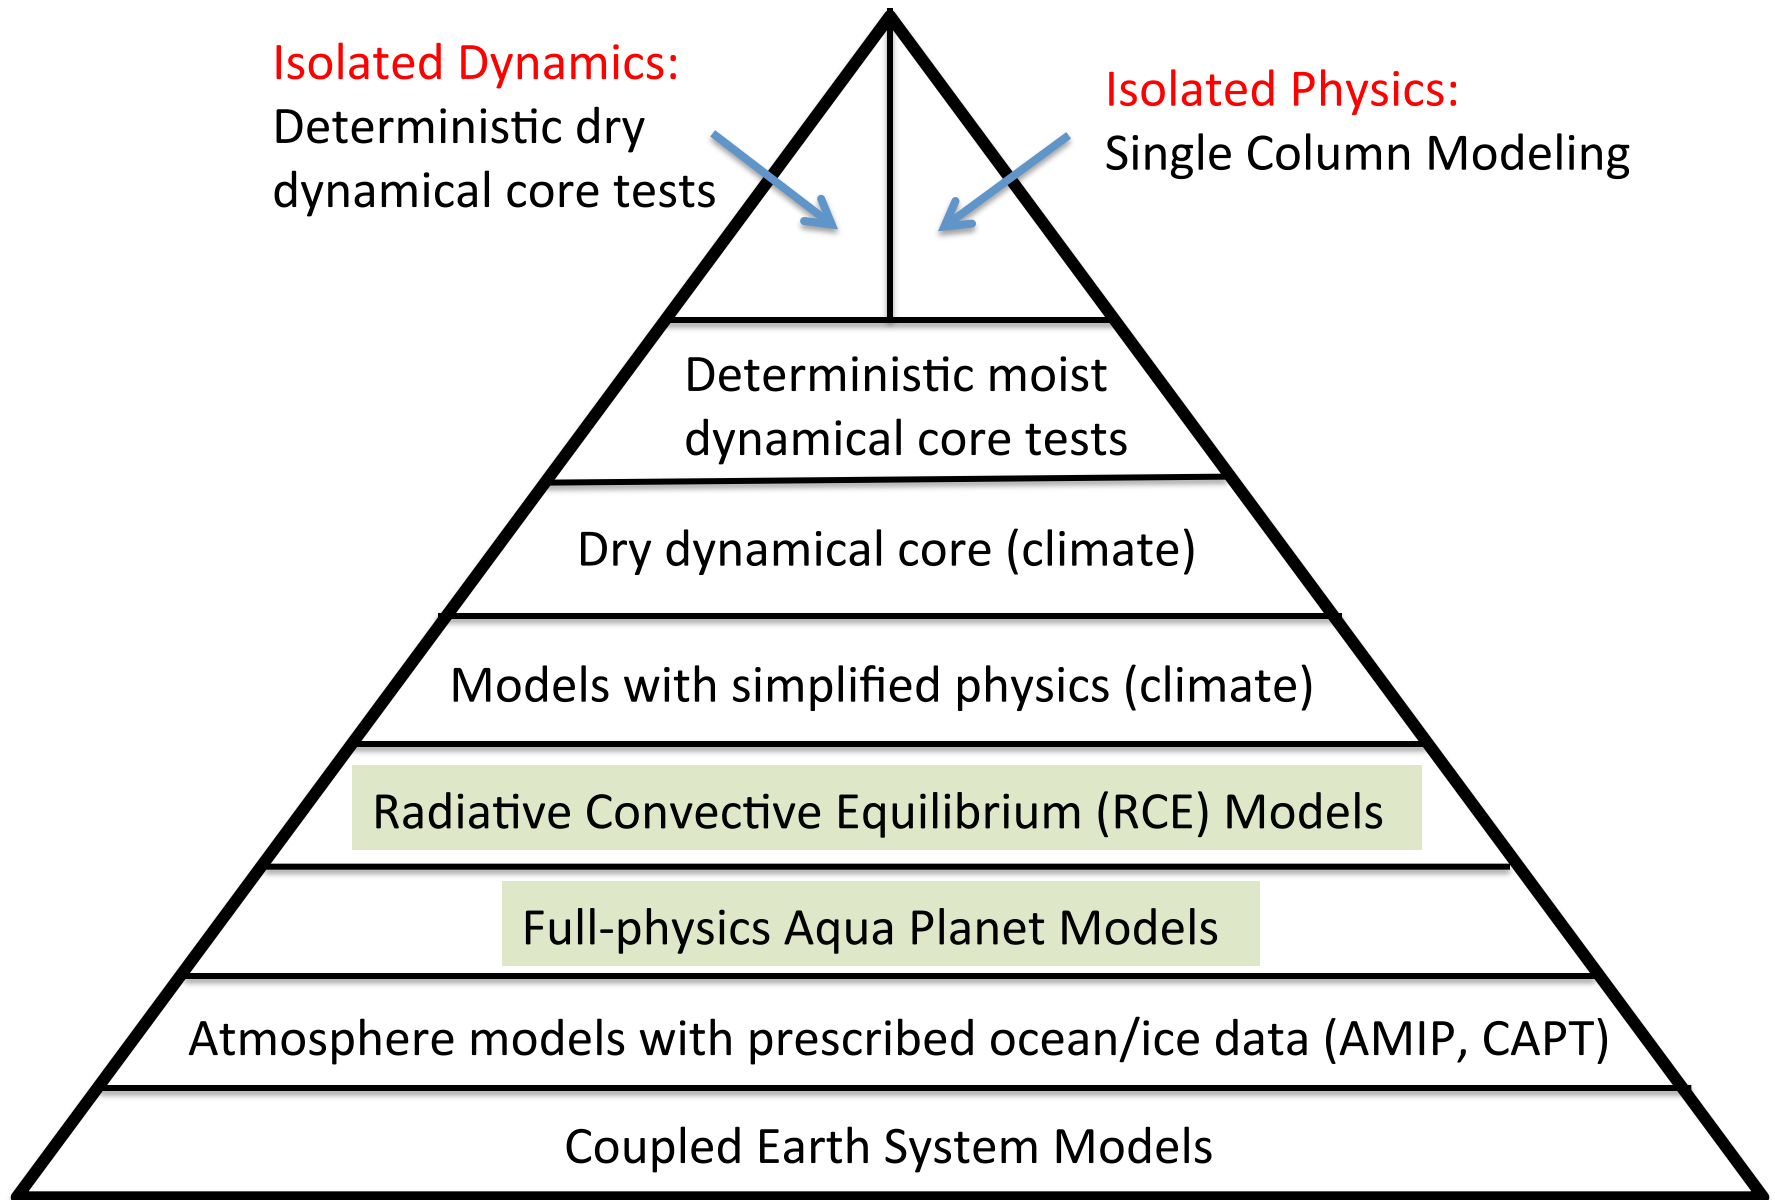 Isolated Dynamics:
Deterministic dry
dynamical core tests
Isolated Physics:
Single Column Modeling
Deterministic moist
dynamical core tests
Dry dynamical core (climate)
Models with simplified physics (climate)
Radiative Convective Equilibrium (RCE) Models
Full-physics Aqua Planet Models
Atmosphere models with prescribed ocean/ice data (AMIP, CAPT)
Coupled Earth System Models